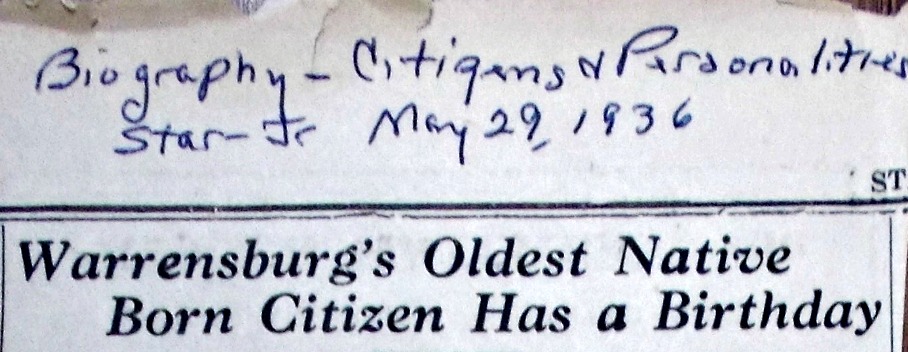 Biography - Citizens & Personalities
Star-Jr May 29, 1936
ST
Warrensburg's Oldest Native
Born Citizen Has a Birthday